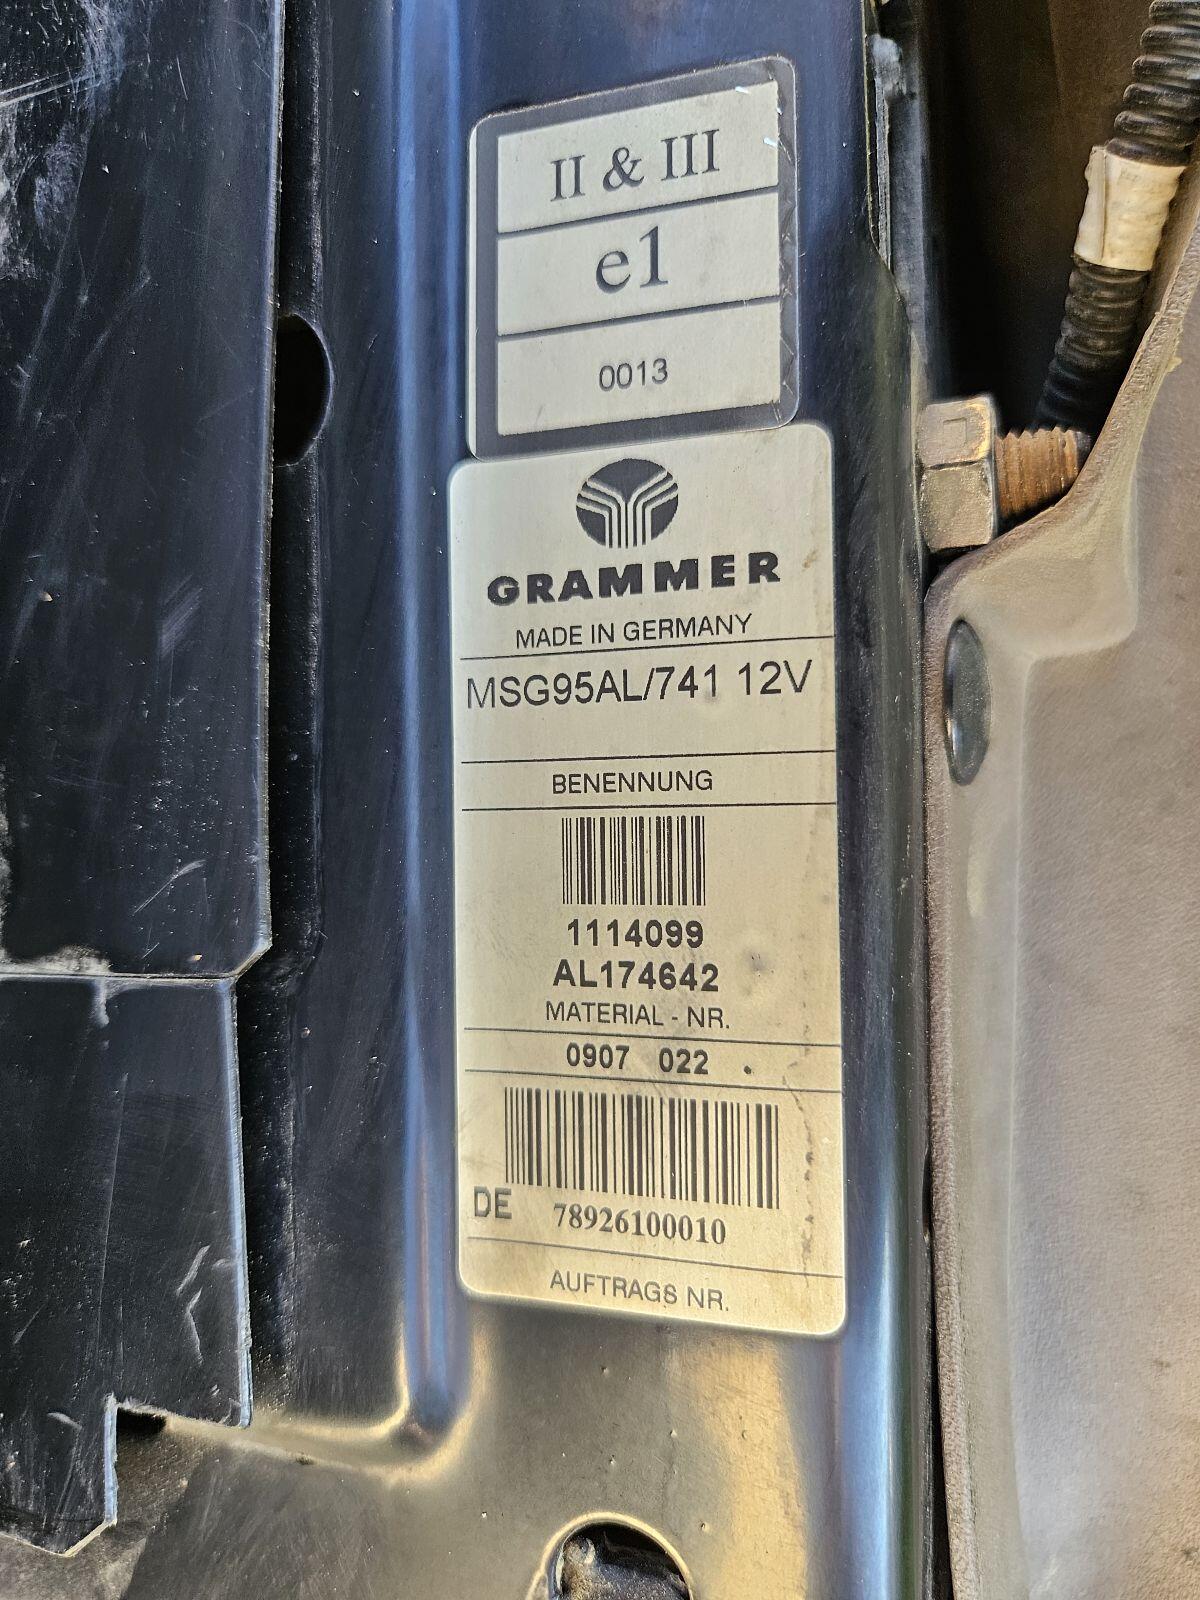 II & III
e1
0013
GRAMMER
MADE IN GERMANY
MSG95AL/741 12V
BENENNUNG
1114099
AL174642
MATERIAL - NR.
0907 022 .
DE 78926100010
AUFTRAGS NR.